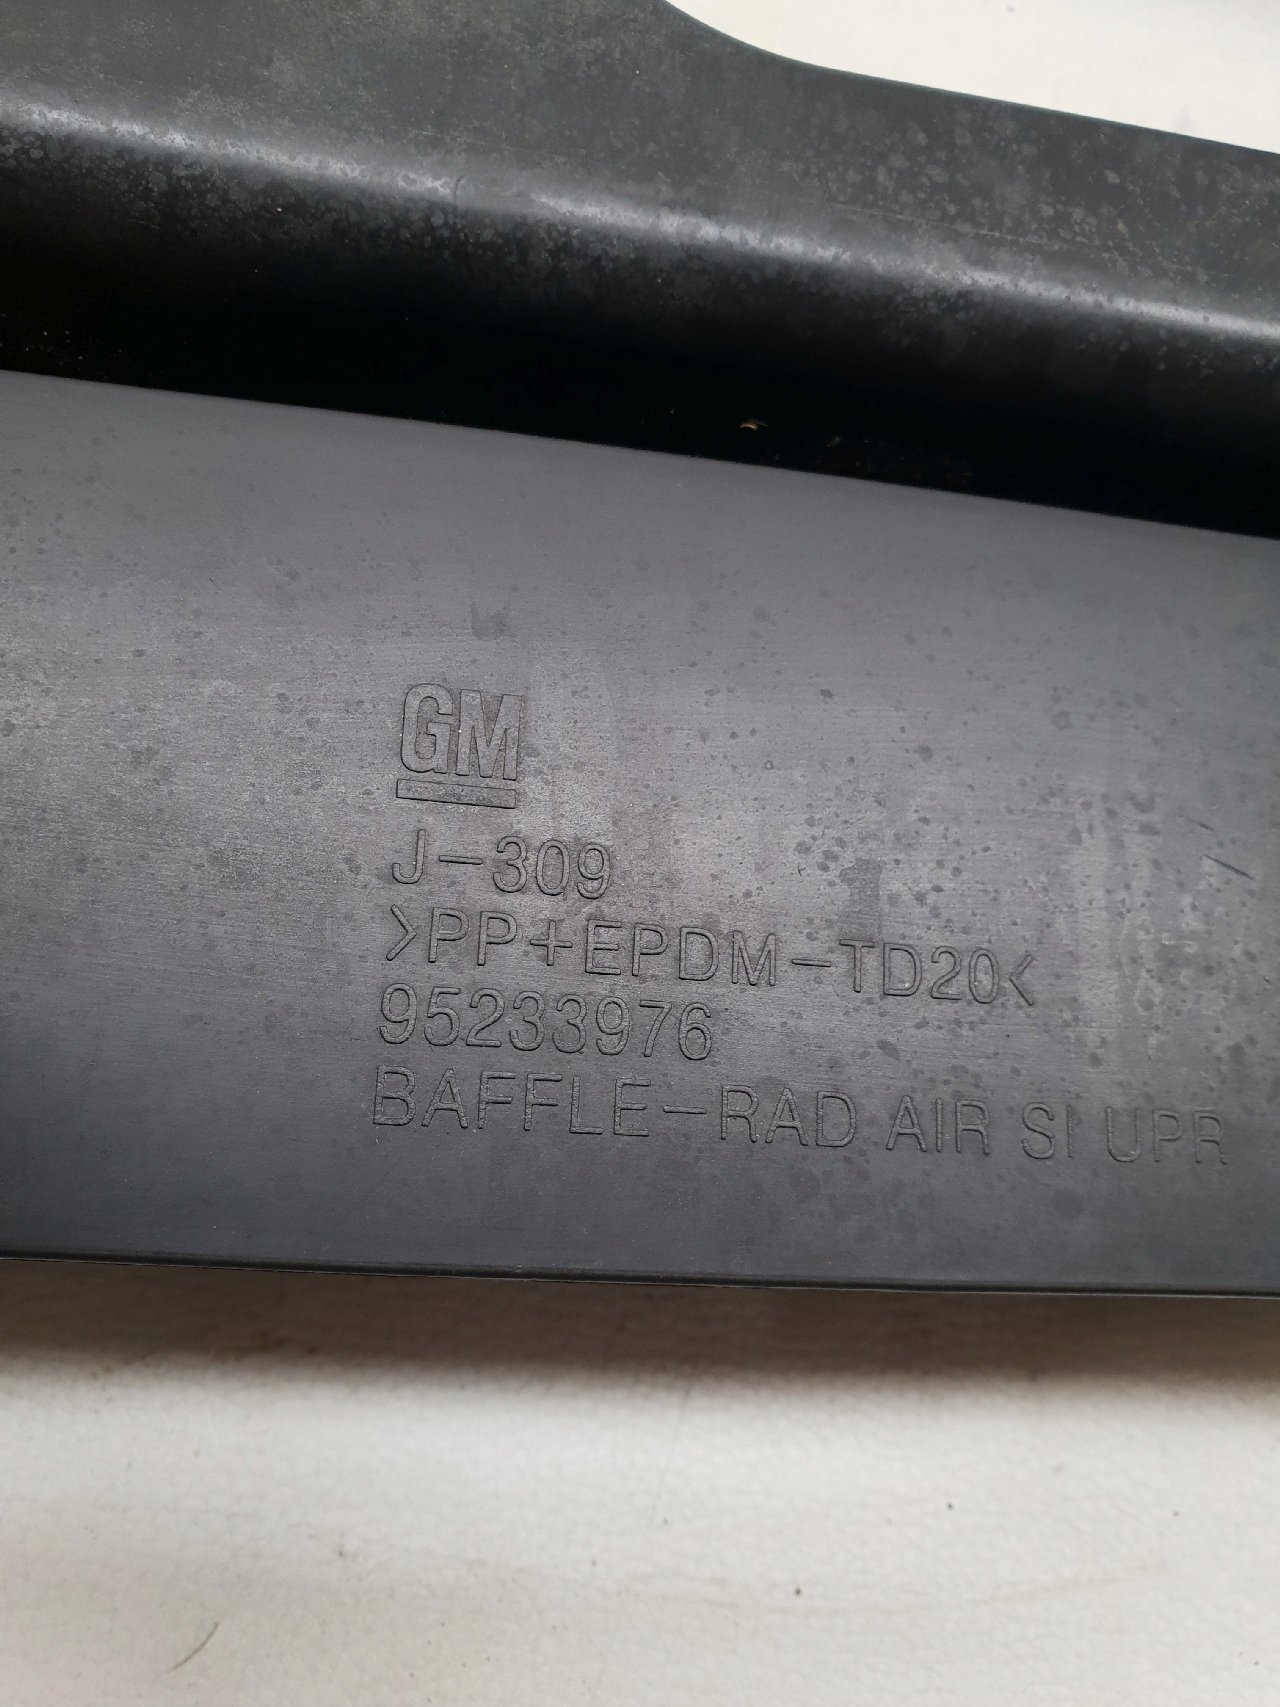 GM
J-309
>PP+EPDM-TD20<
95233976
BAFFLE-RAD AIR SI UPR